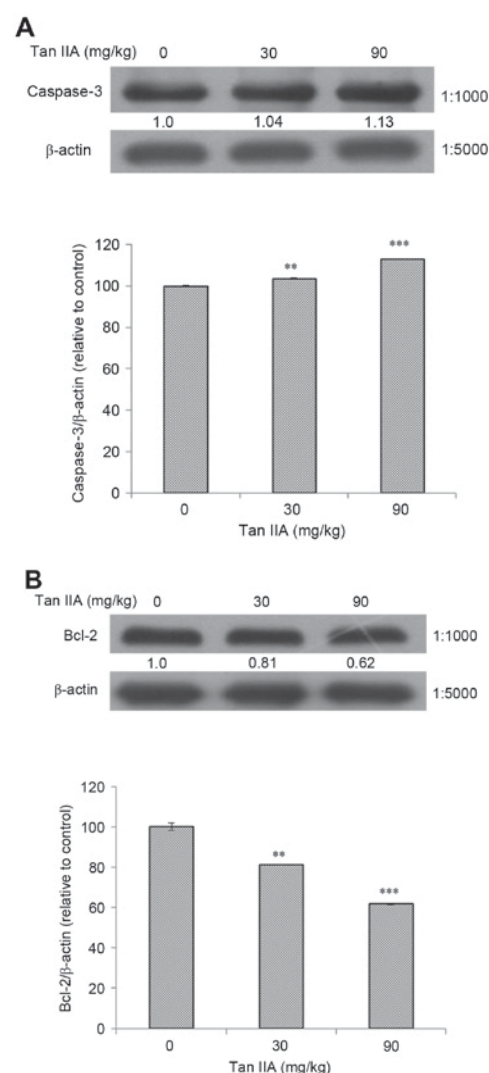 A
Tan IIA (mg/kg) 0 30 90
Caspase-3 1:1000
1.0 1.04 1.13
β-actin 1:5000
Caspase-3/β-actin (relative to control)
120
100
80
60
40
20
0
** ***
0 30 90
Tan IIA (mg/kg)
B
Tan IIA (mg/kg) 0 30 90
Bcl-2 1:1000
1.0 0.81 0.62
β-actin 1:5000
Bcl-2/β-actin (relative to control)
120
100
80
60
40
20
0
** ***
0 30 90
Tan IIA (mg/kg)